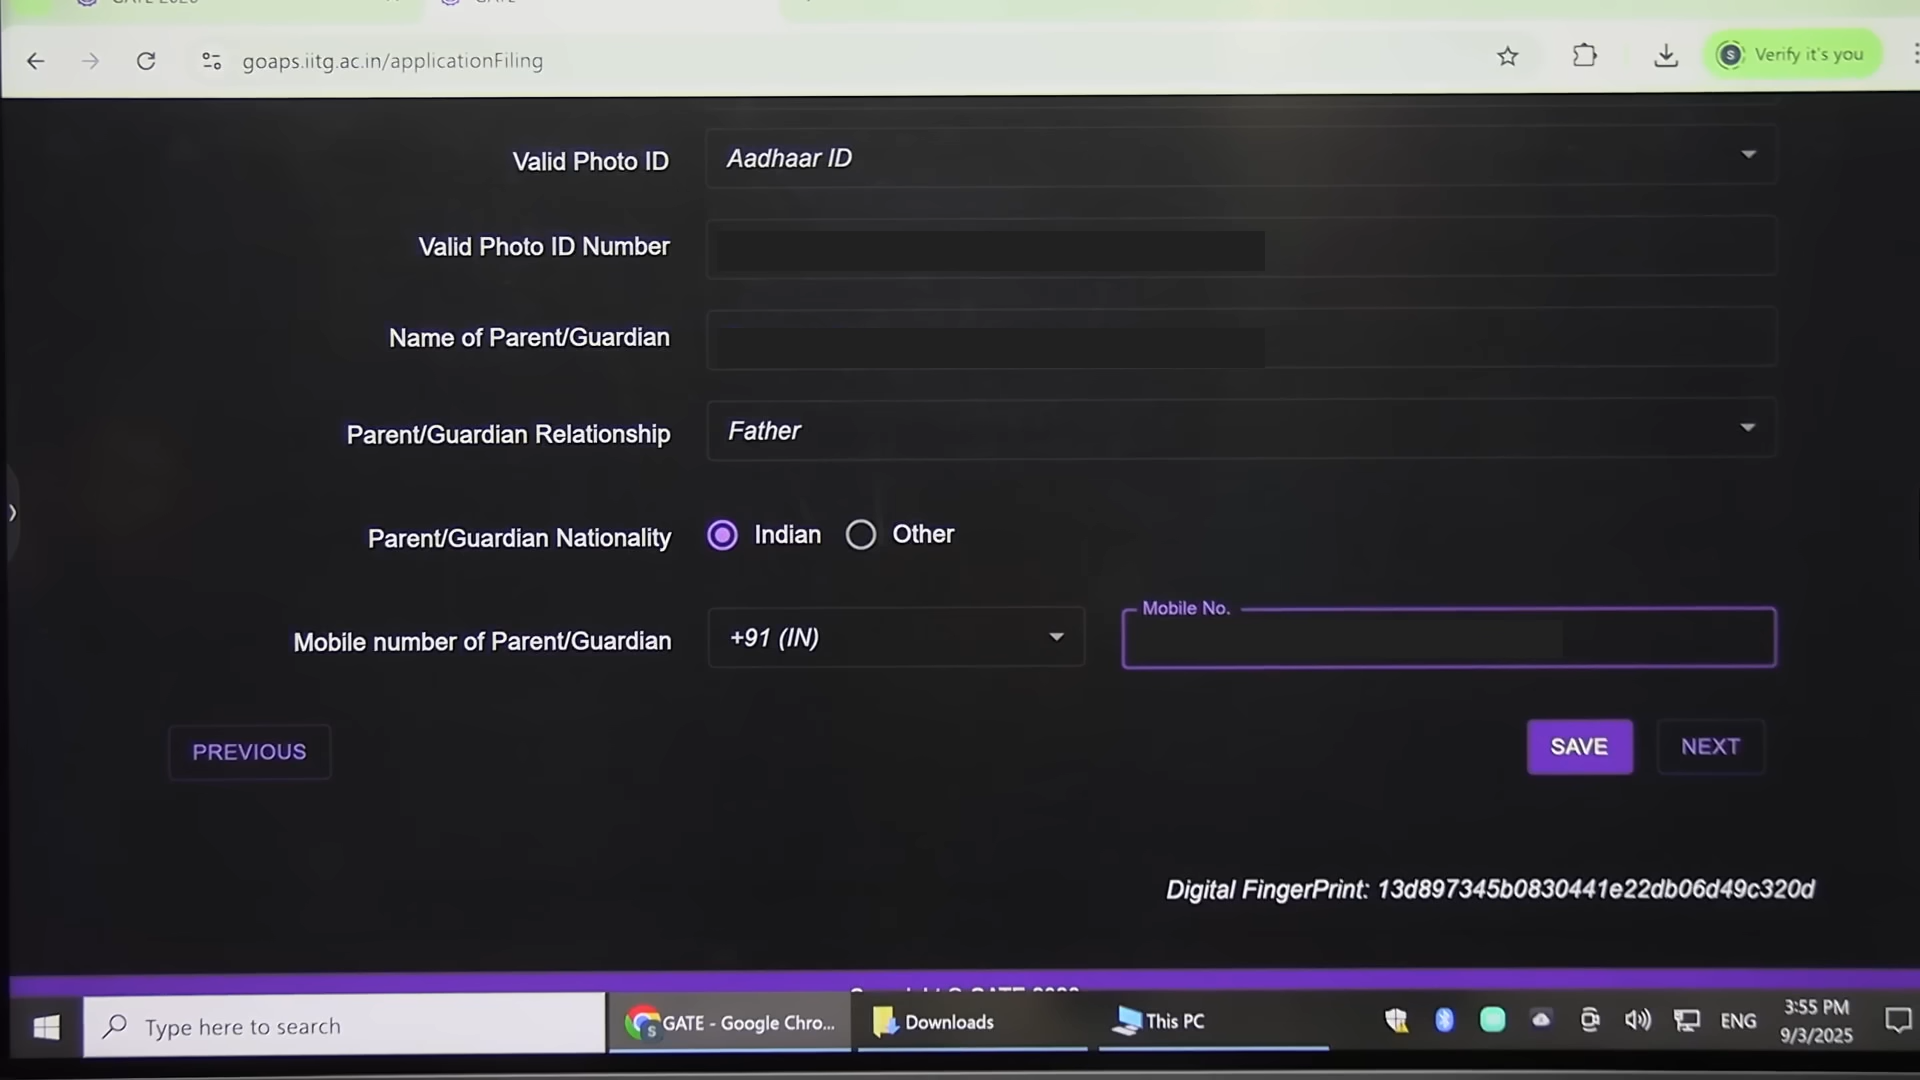 goaps.iitg.ac.in/applicationFiling
Verify it's you
Valid Photo ID
Aadhaar ID
Valid Photo ID Number
Name of Parent/Guardian
Parent/Guardian Relationship
Father
Parent/Guardian Nationality
Indian
Other
Mobile number of Parent/Guardian
+91 (IN)
Mobile No.
PREVIOUS
SAVE
NEXT
Digital FingerPrint: 13d897345b0830441e22db06d49c320d
Type here to search
GATE - Google Chro...
Downloads
This PC
ENG
3:55 PM
9/3/2025